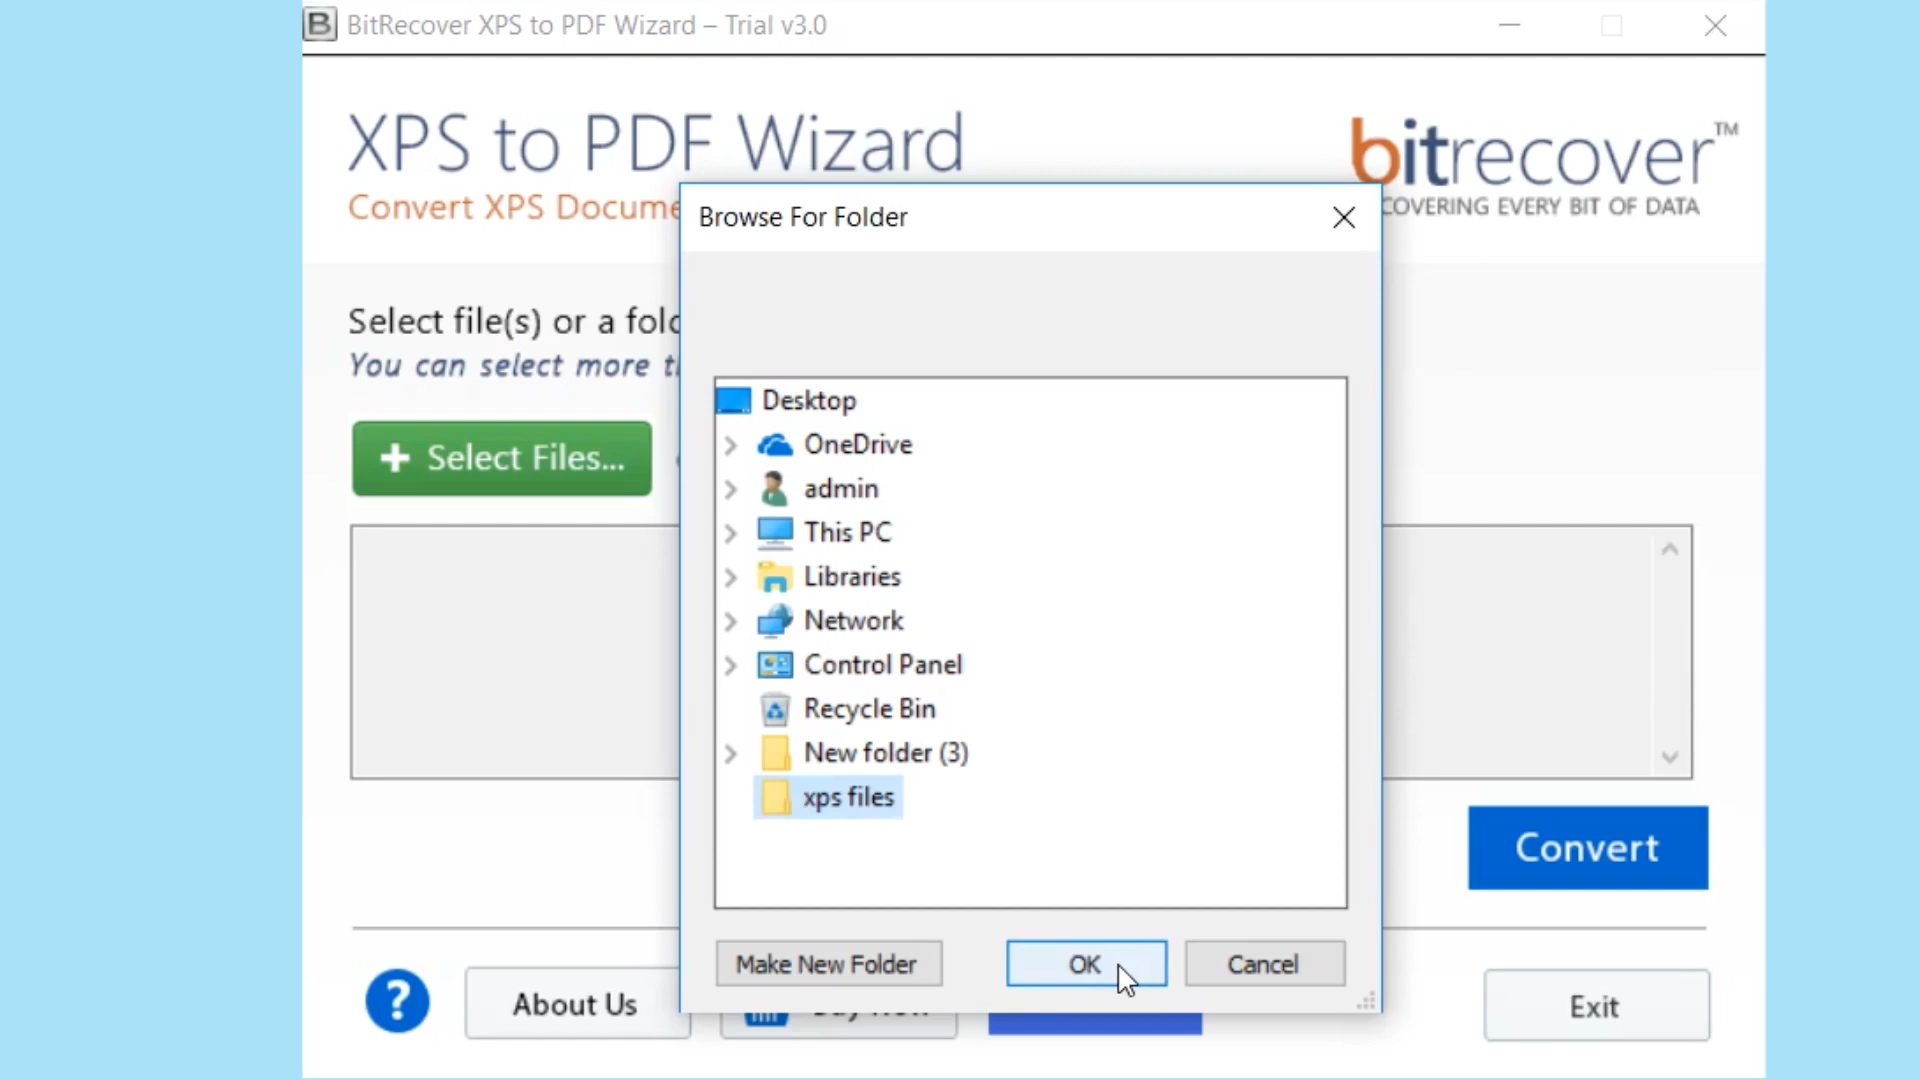 BitRecover XPS to PDF Wizard – Trial v3.0
XPS to PDF Wizard
Convert XPS Docume
bitrecover™
COVERING EVERY BIT OF DATA
Browse For Folder
Select file(s) or a fold
You can select more
Select Files...
Desktop
OneDrive
admin
This PC
Libraries
Network
Control Panel
Recycle Bin
New folder (3)
xps files
Convert
Make New Folder
OK
Cancel
?
About Us
Exit